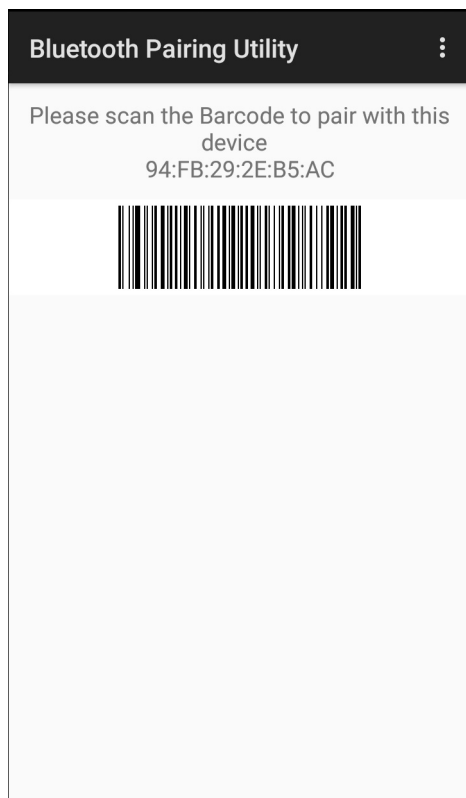 Bluetooth Pairing Utility
Please scan the Barcode to pair with this
device
94:FB:29:2E:B5:AC